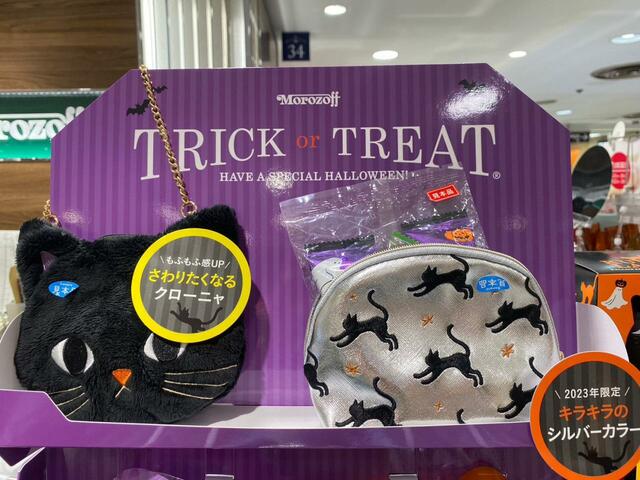 34
Morozoff
orozoff
TRICK or TREAT
HAVE A SPECIAL HALLOWEEN!
®
見本品
もふもふ感UP
さわりたくなる
クローニャ
見本
見本
2023年限定
キラキラの
シルバーカラー